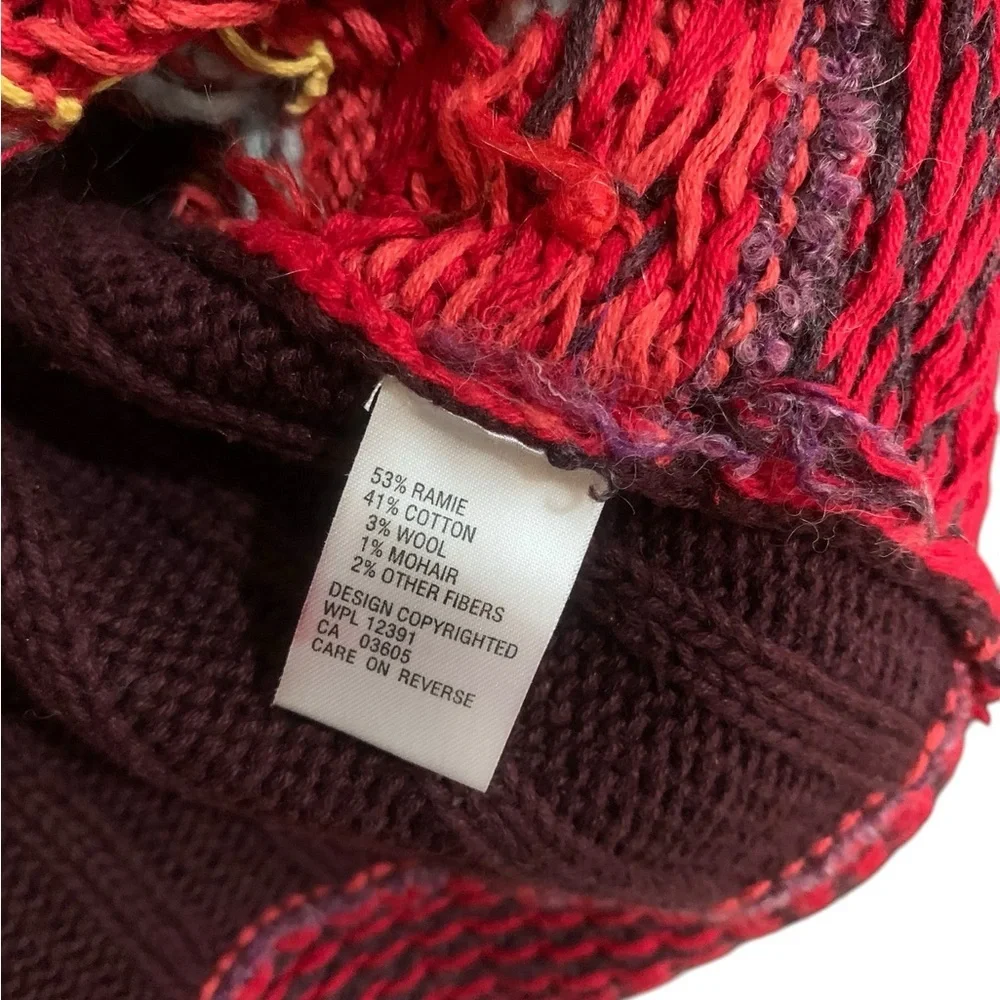 53% RAMIE
41% COTTON
3% WOOL
1% MOHAIR
2% OTHER FIBERS
DESIGN COPYRIGHTED
WPL 12391
CA 03605
CARE ON REVERSE